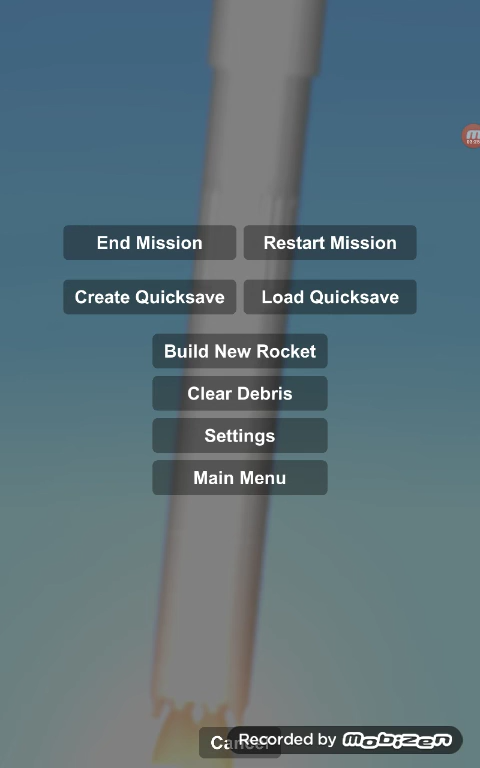 End Mission Restart Mission
Create Quicksave Load Quicksave
Build New Rocket
Clear Debris
Settings
Main Menu
Recorded by Mobizen